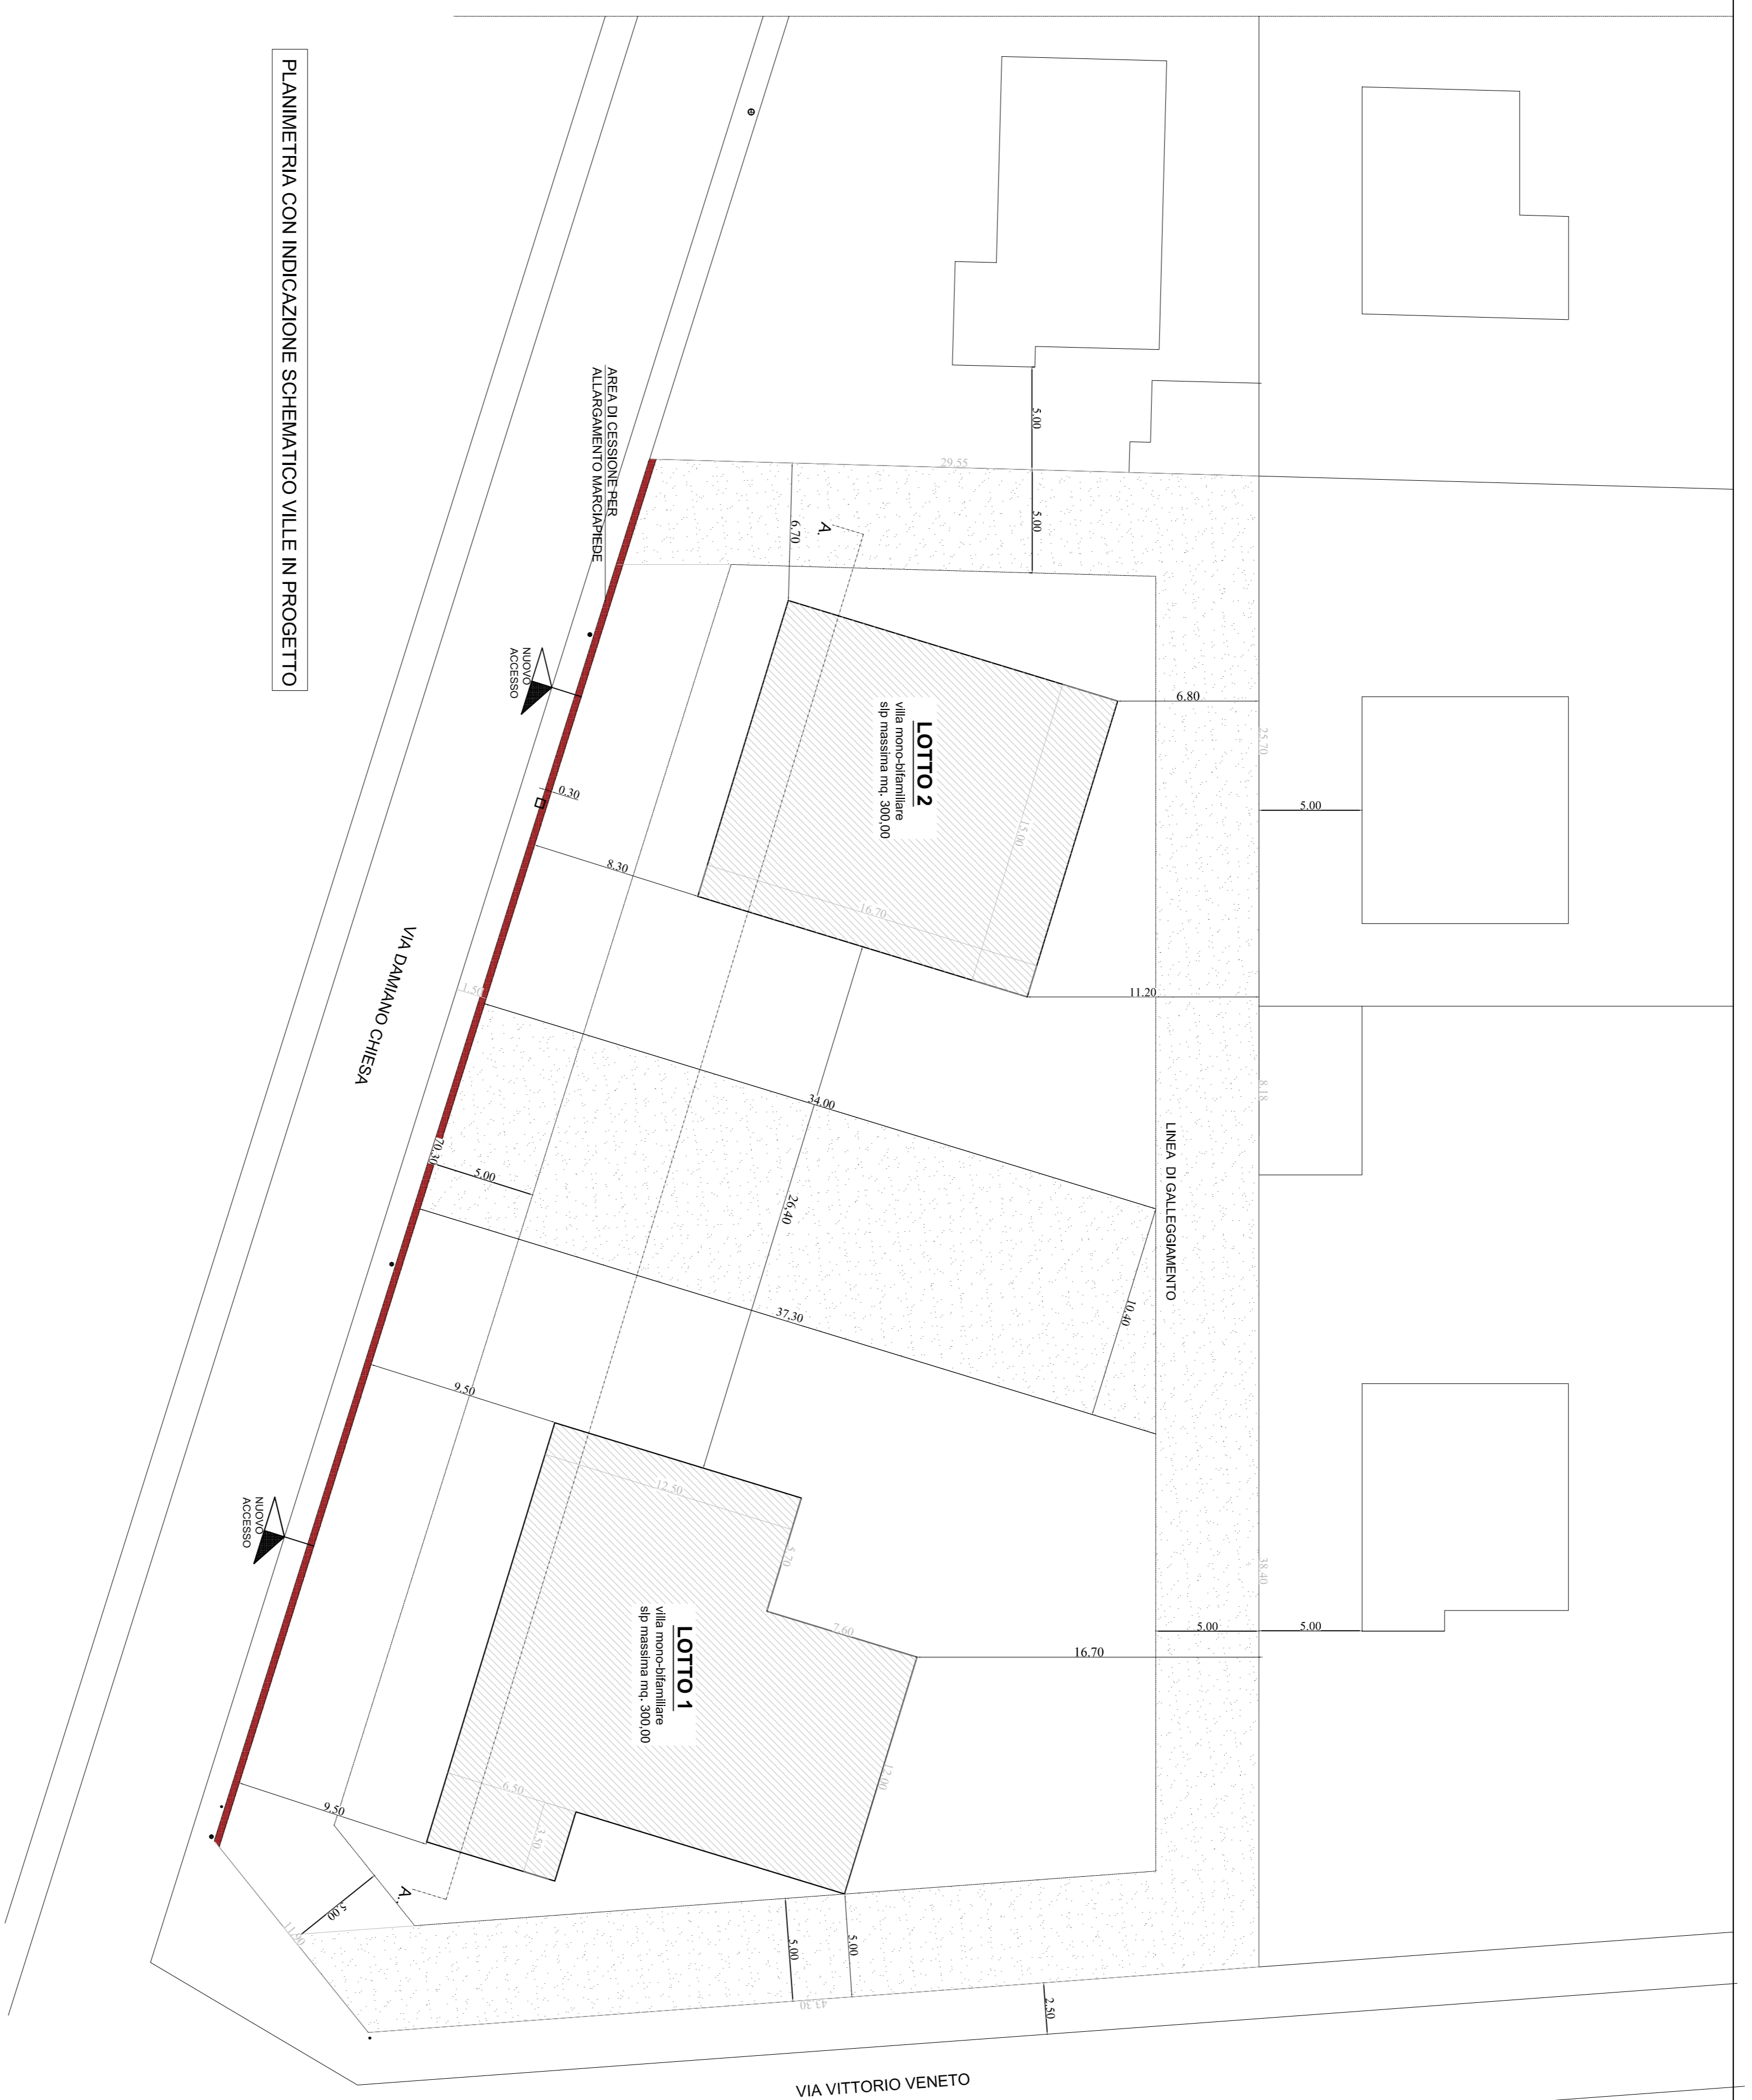 PLANIMETRIA CON INDICAZIONE SCHEMATICO VILLE IN PROGETTO
AREA DI CESSIONE PER
ALLARGAMENTO MARCIAPIEDE
5.00
29.55
5.00
6.70
A.
NUOVO
ACCESSO
6.80
25.70
LOTTO 2
villa mono-bifamiliare
slp massima mq. 300,00
5.00
0.30
15.00
8.30
16.70
VIA DAMIANO CHIESA
1.50
11.20
8.18
34.00
LINEA DI GALLEGGIAMENTO
70.30
5.00
26,40
37,30
10,40
9,50
12.50
NUOVO
ACCESSO
5.70
38.40
7.60
5.00
5.00
16.70
LOTTO 1
villa mono-bifamiliare
slp massima mq. 300,00
12.00
6.50
3.50
9,50
A.
5,00
11.90
5.00
5.00
43.30
2.50
VIA VITTORIO VENETO